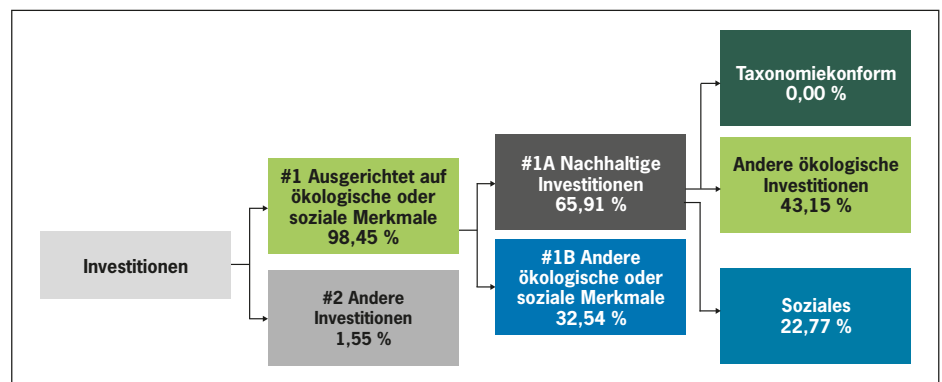 Investitionen
#1 Ausgerichtet auf
ökologische oder
soziale Merkmale
98,45 %
#2 Andere
Investitionen
1,55 %
#1A Nachhaltige
Investitionen
65,91 %
#1B Andere
ökologische oder
soziale Merkmale
32,54 %
Taxonomiekonform
0,00 %
Andere ökologische
Investitionen
43,15 %
Soziales
22,77 %